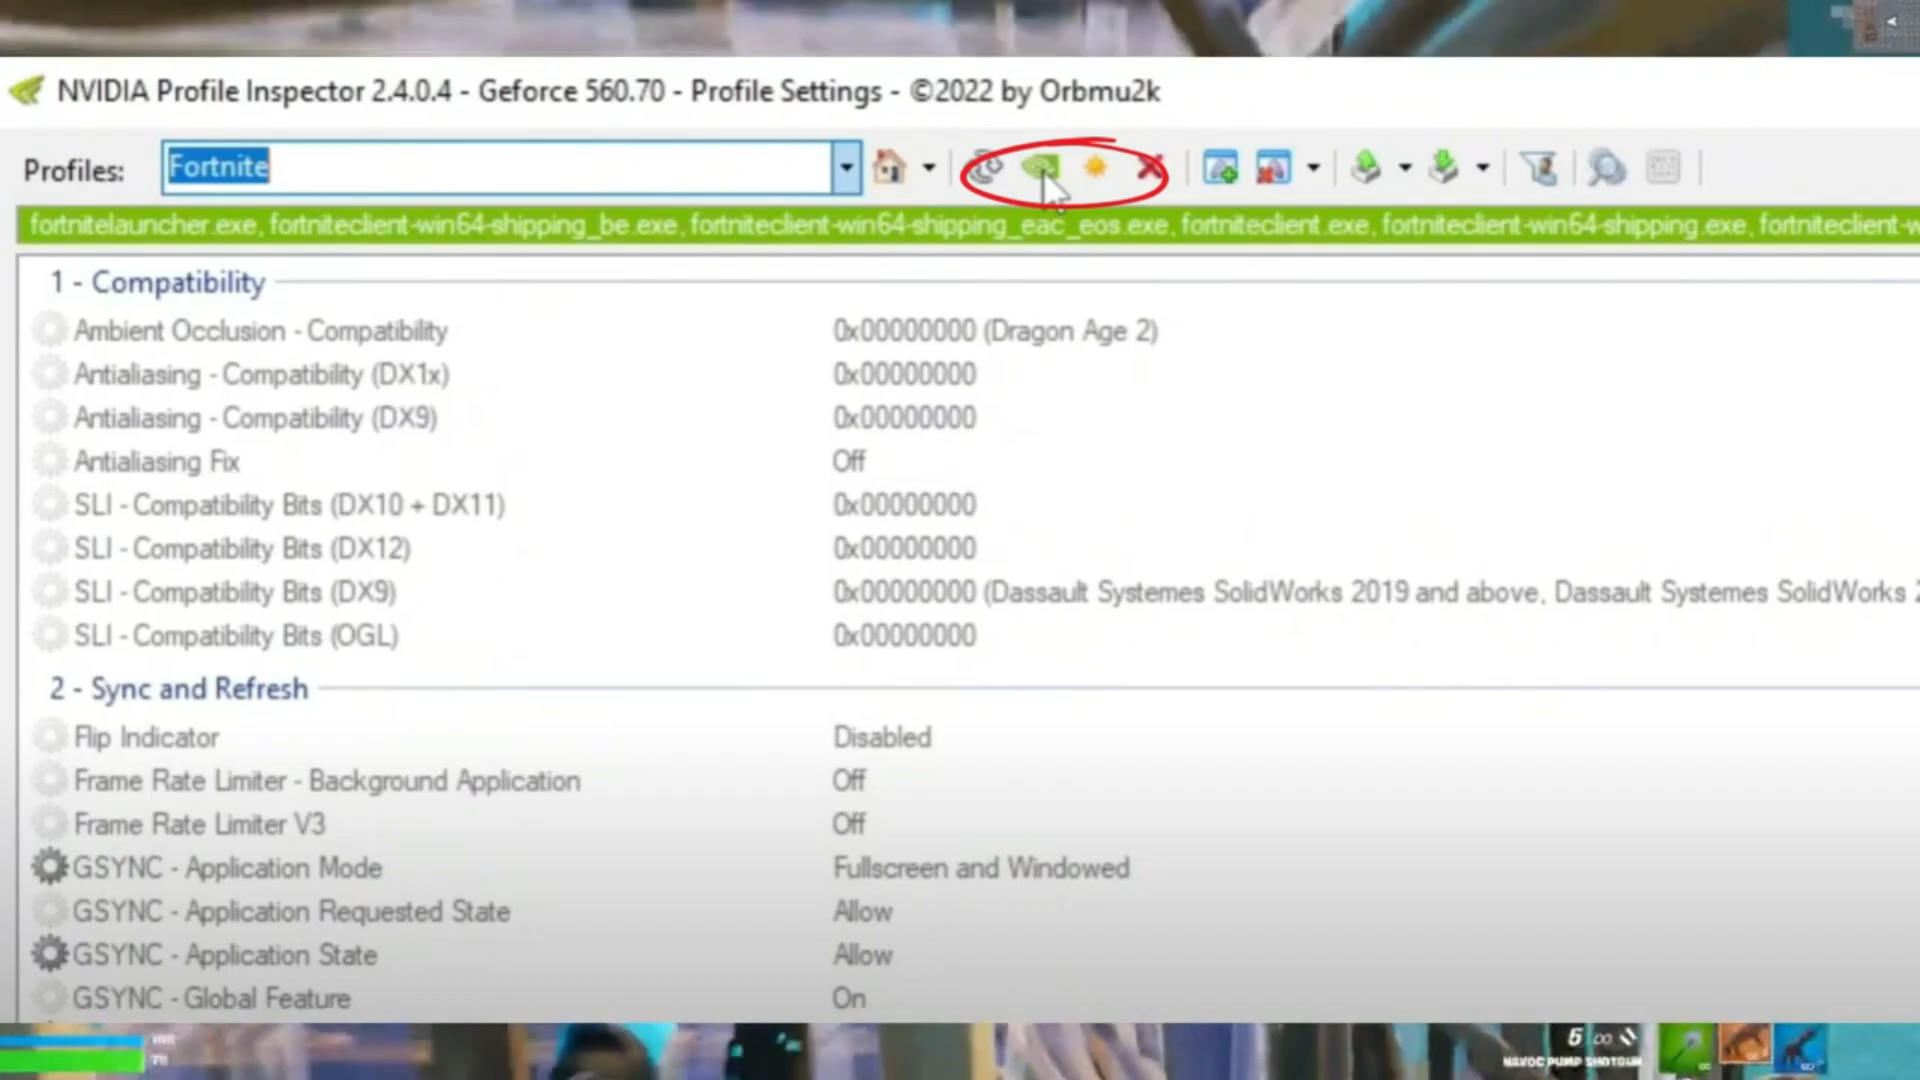 NVIDIA Profile Inspector 2.4.0.4 - Geforce 560.70 - Profile Settings - ©2022 by Orbmu2k
Profiles: Fortnite
fortnitelauncher.exe, fortniteclient-win64-shipping_be.exe, fortniteclient-win64-shipping_eac_eos.exe, fortniteclient.exe, fortniteclient-win64-shipping.exe, fortniteclient-w
1 - Compatibility
Ambient Occlusion - Compatibility 0x00000000 (Dragon Age 2)
Antialiasing - Compatibility (DX1x) 0x00000000
Antialiasing - Compatibility (DX9) 0x00000000
Antialiasing Fix Off
SLI - Compatibility Bits (DX10 + DX11) 0x00000000
SLI - Compatibility Bits (DX12) 0x00000000
SLI - Compatibility Bits (DX9) 0x00000000 (Dassault Systemes SolidWorks 2019 and above, Dassault Systemes SolidWorks 2
SLI - Compatibility Bits (OGL) 0x00000000
2 - Sync and Refresh
Flip Indicator Disabled
Frame Rate Limiter - Background Application Off
Frame Rate Limiter V3 Off
GSYNC - Application Mode Fullscreen and Windowed
GSYNC - Application Requested State Allow
GSYNC - Application State Allow
GSYNC - Global Feature On
6 ∞
HAVOC PUMP SHOTGUN